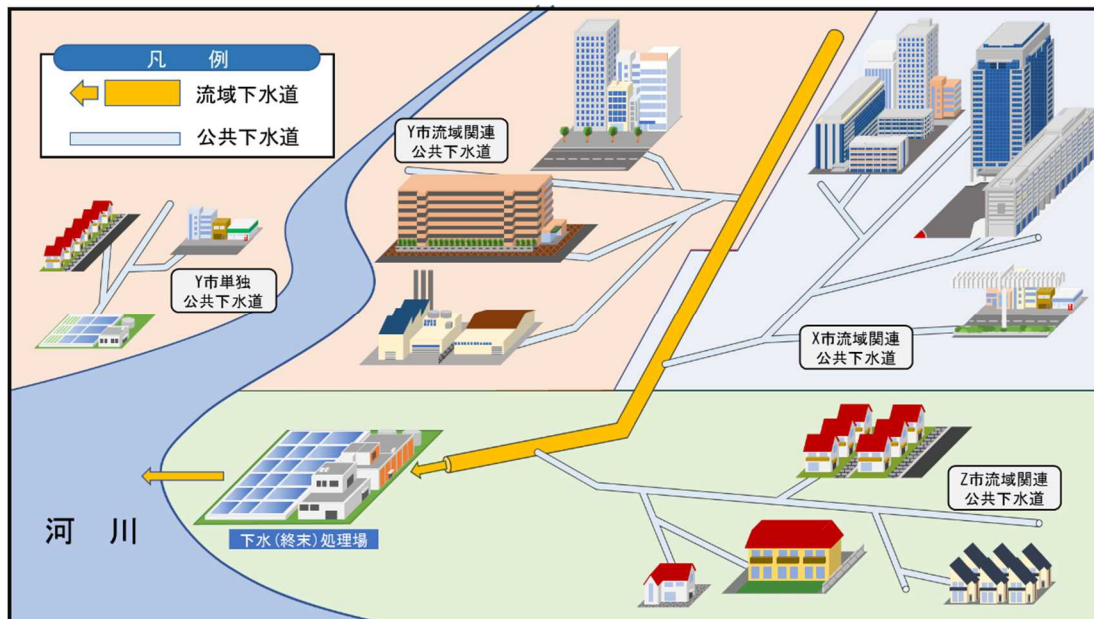 凡 例
流域下水道
公共下水道
Y市流域関連
公共下水道
Y市単独
公共下水道
X市流域関連
公共下水道
Z市流域関連
公共下水道
下水(終末)処理場
河 川